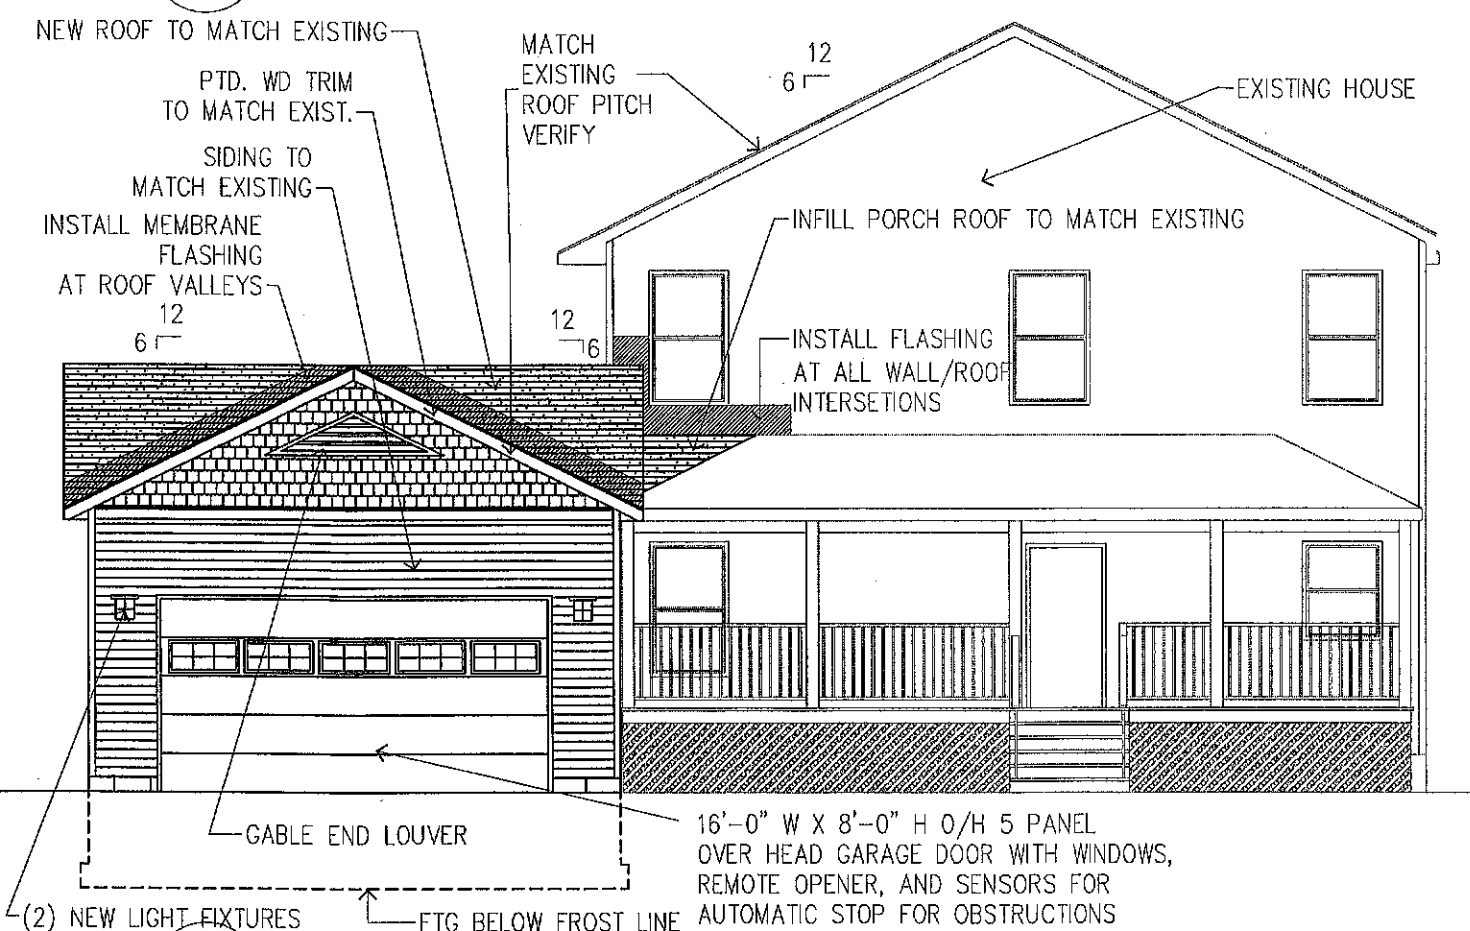 NEW ROOF TO MATCH EXISTING
PTD. WD TRIM
TO MATCH EXIST.
SIDING TO
MATCH EXISTING
INSTALL MEMBRANE
FLASHING
AT ROOF VALLEYS
12
6
MATCH
EXISTING
ROOF PITCH
VERIFY
12
6
EXISTING HOUSE
INFILL PORCH ROOF TO MATCH EXISTING
12
6
INSTALL FLASHING
AT ALL WALL/ROOF
INTERSETIONS
GABLE END LOUVER
16'-0" W X 8'-0" H O/H 5 PANEL
OVER HEAD GARAGE DOOR WITH WINDOWS,
REMOTE OPENER, AND SENSORS FOR
AUTOMATIC STOP FOR OBSTRUCTIONS
(2) NEW LIGHT FIXTURES
FTG BELOW FROST LINE